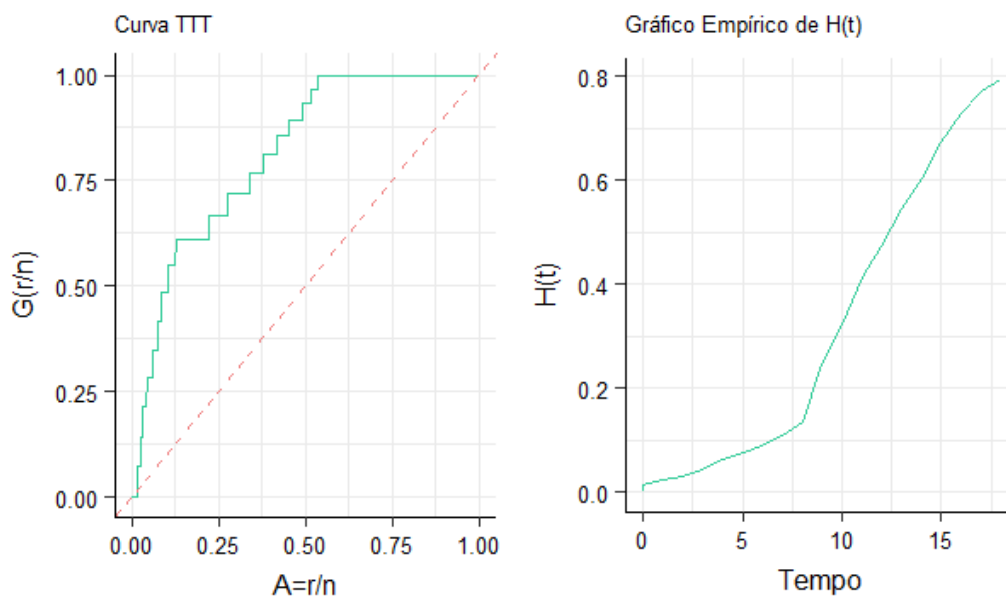 Curva TTT
1.00
0.75
0.50
0.25
0.00
G(r/n)
0.00 0.25 0.50 0.75 1.00
A=r/n
Gráfico Empírico de H(t)
0.8
0.6
0.4
0.2
0.0
H(t)
0 5 10 15
Tempo